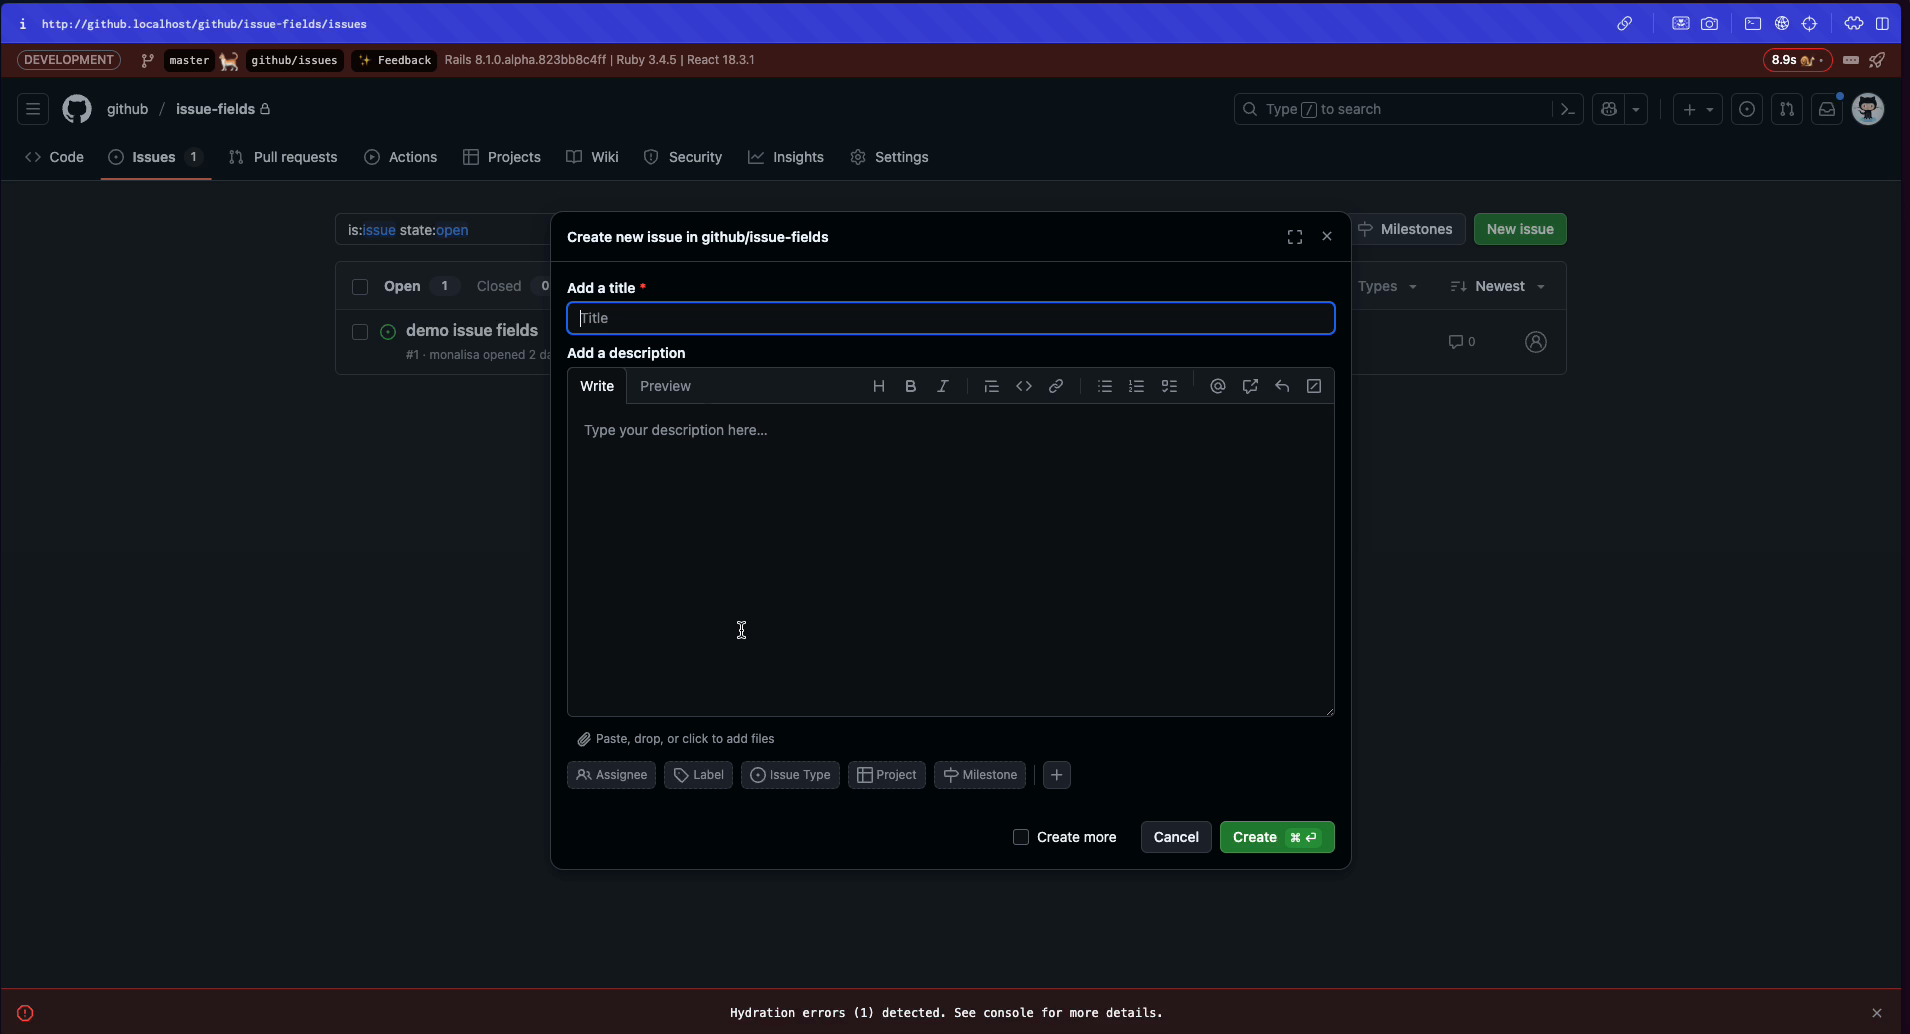 http://github.localhost/github/issue-fields/issues
DEVELOPMENT master github/issues Feedback Rails 8.1.0.alpha.823bb8c4ff | Ruby 3.4.5 | React 18.3.1 8.9s
github / issue-fields Type / to search
Code Issues 1 Pull requests Actions Projects Wiki Security Insights Settings
is:issue state:open Milestones New issue
Create new issue in github/issue-fields
Open 1 Closed 0 Types Newest
Add a title *
Title
demo issue fields
#1 · monalisa opened 2 da 0
Add a description
Write Preview
Type your description here...
Paste, drop, or click to add files
Assignee Label Issue Type Project Milestone
Create more Cancel Create ⌘ ⏎
Hydration errors (1) detected. See console for more details.